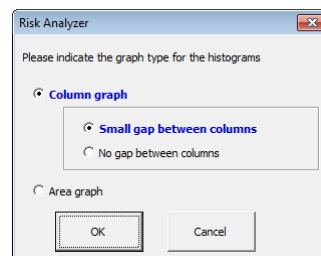 Risk Analyzer
Please indicate the graph type for the histograms
Column graph
Small gap between columns
No gap between columns
Area graph
OK
Cancel